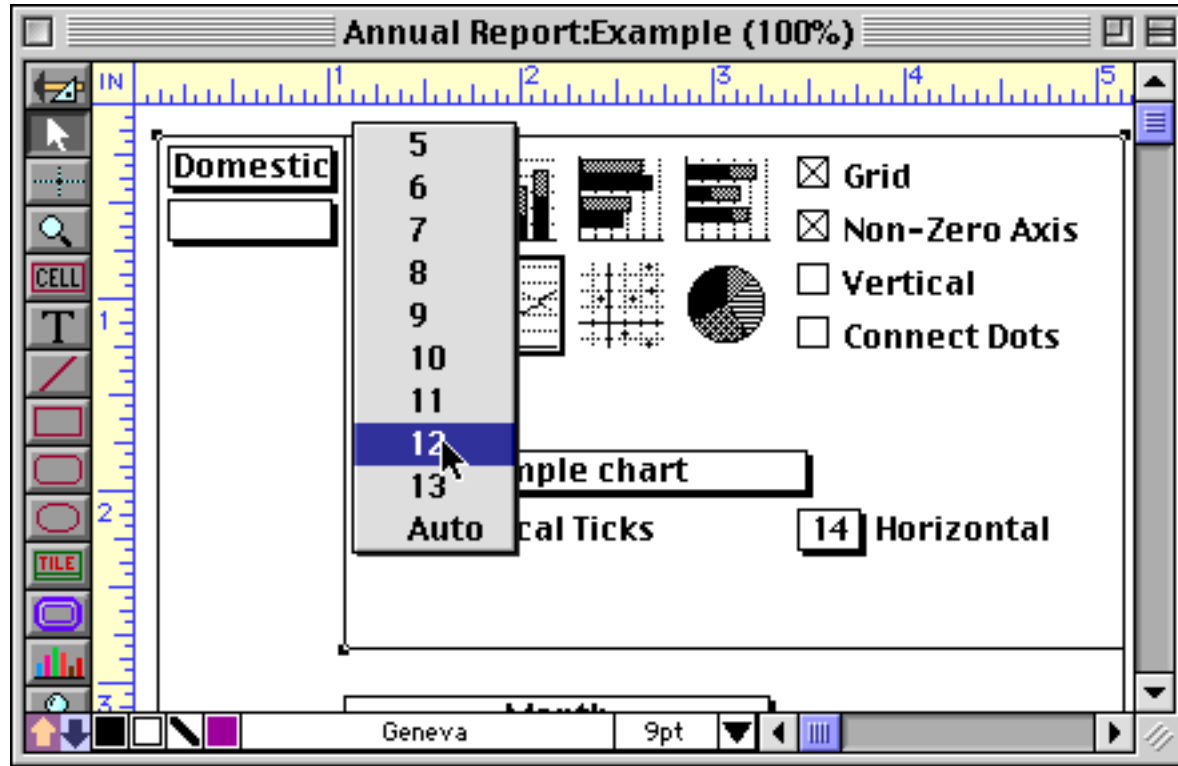 Annual Report:Example (100%)
IN 1 2 3 4 5
Domestic
5
6
7
8
9
10
11
12
13
Auto
Grid
Non-Zero Axis
Vertical
Connect Dots
CELL
T
1
mple chart
2
cal Ticks
14 Horizontal
TILE
3
Month
Geneva 9pt